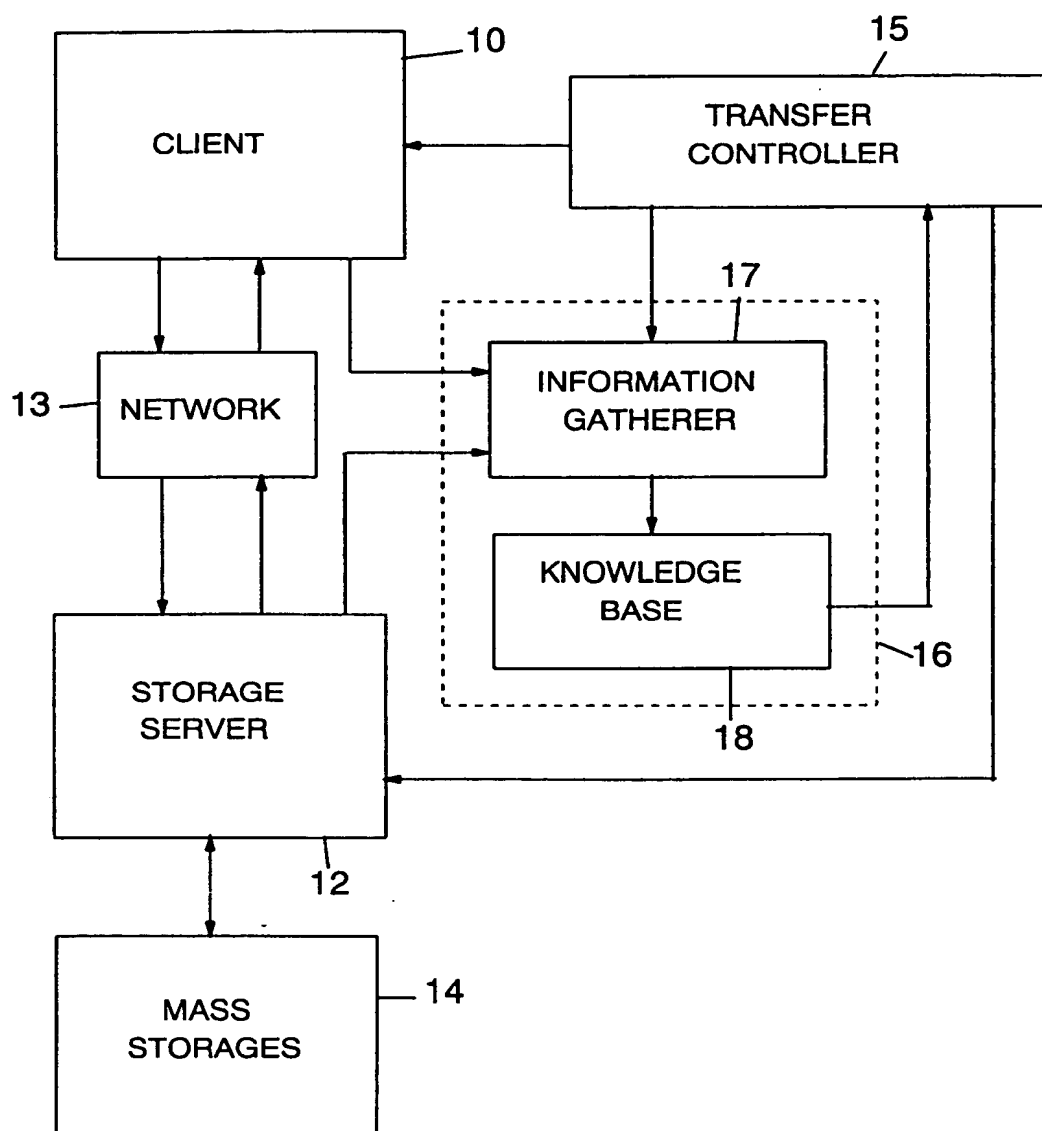 10
15
CLIENT
TRANSFER
CONTROLLER
17
13
NETWORK
INFORMATION
GATHERER
KNOWLEDGE
BASE
16
STORAGE
SERVER
18
12
14
MASS
STORAGES